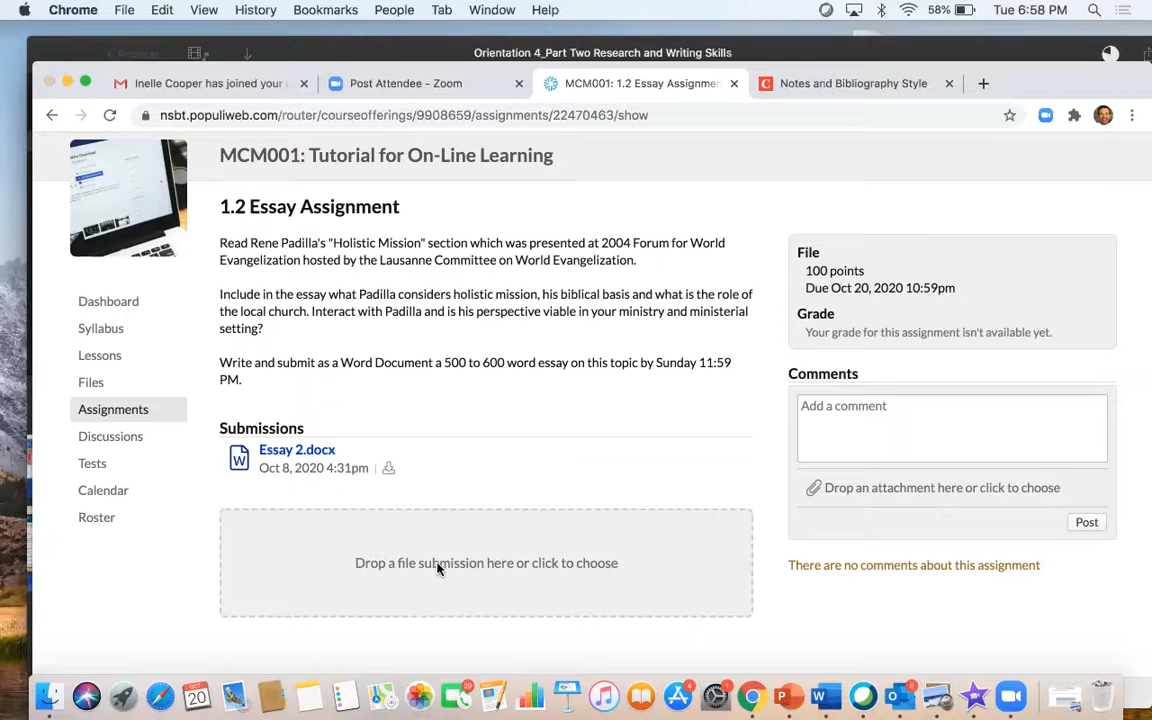 Chrome File Edit View History Bookmarks People Tab Window Help 58% Tue 6:58 PM
Orientation 4_Part Two Research and Writing Skills
Inelle Cooper has joined your
Post Attendee - Zoom
MCM001: 1.2 Essay Assignmen
Notes and Bibliography Style
nsbt.populiweb.com/router/courseofferings/9908659/assignments/22470463/show
MCM001: Tutorial for On-Line Learning
Dashboard
Syllabus
Lessons
Files
Assignments
Discussions
Tests
Calendar
Roster
1.2 Essay Assignment
Read Rene Padilla's "Holistic Mission" section which was presented at 2004 Forum for World
Evangelization hosted by the Lausanne Committee on World Evangelization.
Include in the essay what Padilla considers holistic mission, his biblical basis and what is the role of
the local church. Interact with Padilla and is his perspective viable in your ministry and ministerial
setting?
Write and submit as a Word Document a 500 to 600 word essay on this topic by Sunday 11:59
PM.
Submissions
W
Essay 2.docx
Oct 8, 2020 4:31pm
Drop a file submission here or click to choose
File
100 points
Due Oct 20, 2020 10:59pm
Grade
Your grade for this assignment isn't available yet.
Comments
Add a comment
Drop an attachment here or click to choose
Post
There are no comments about this assignment